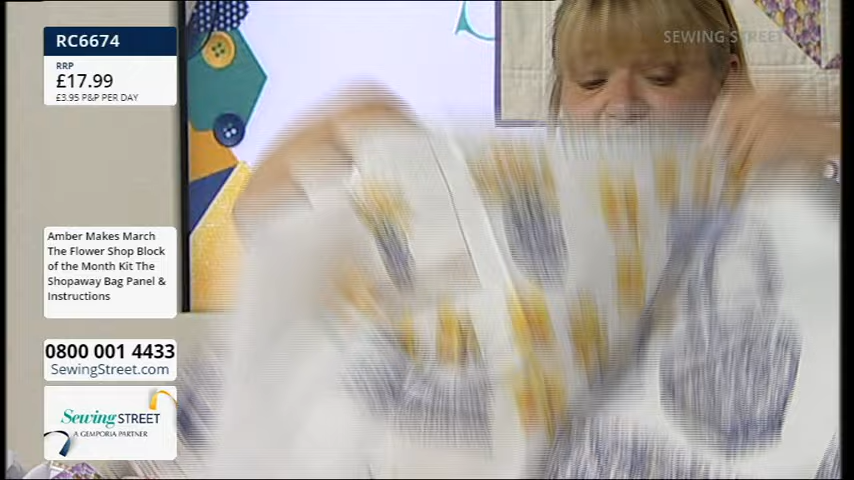 RC6674
RRP
£17.99
£3.95 P&P PER DAY
Amber Makes March
The Flower Shop Block
of the Month Kit The
Shopaway Bag Panel &
Instructions
0800 001 4433
SewingStreet.com
Sewing STREET
A GEMPORIA PARTNER
SEWING STREET